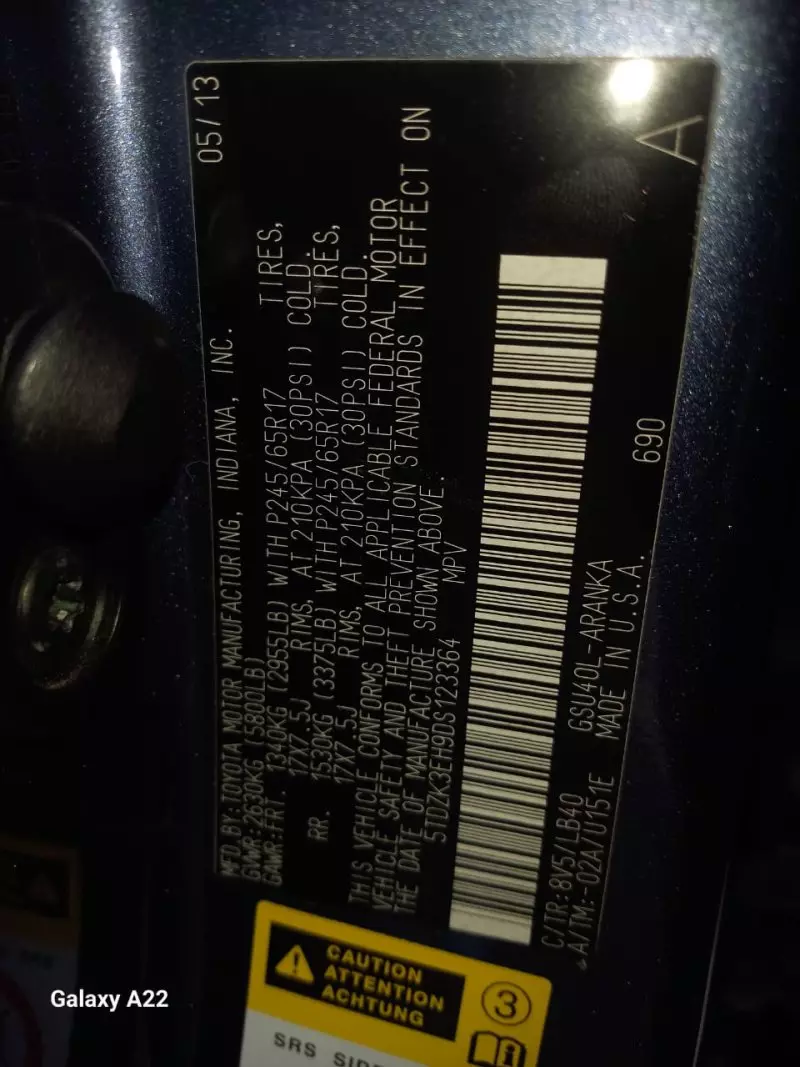 05/13
MFD.BY:TOYOTA MOTOR MANUFACTURING, INDIANA, INC.
GVWR:2630KG (5800LB)
GAWR:FRT. 1340KG (2955LB) WITH P245/65R17 TIRES,
17X7.5J RIMS, AT 210KPA (30PSI) COLD.
RR. 1530KG (3375LB) WITH P245/65R17 TIRES,
17X7.5J RIMS, AT 210KPA (30PSI) COLD.
THIS VEHICLE CONFORMS TO ALL APPLICABLE FEDERAL MOTOR
VEHICLE SAFETY AND THEFT PREVENTION STANDARDS IN EFFECT ON
THE DATE OF MANUFACTURE SHOWN ABOVE.
5TDZK3EH9DS123364 MPV
C/TR:8V5/LB40 GSU40L-ARANKA 690
A/TM:-02A/U151E MADE IN U.S.A.
A
CAUTION
ATTENTION
ACHTUNG
3
SRS
Galaxy A22